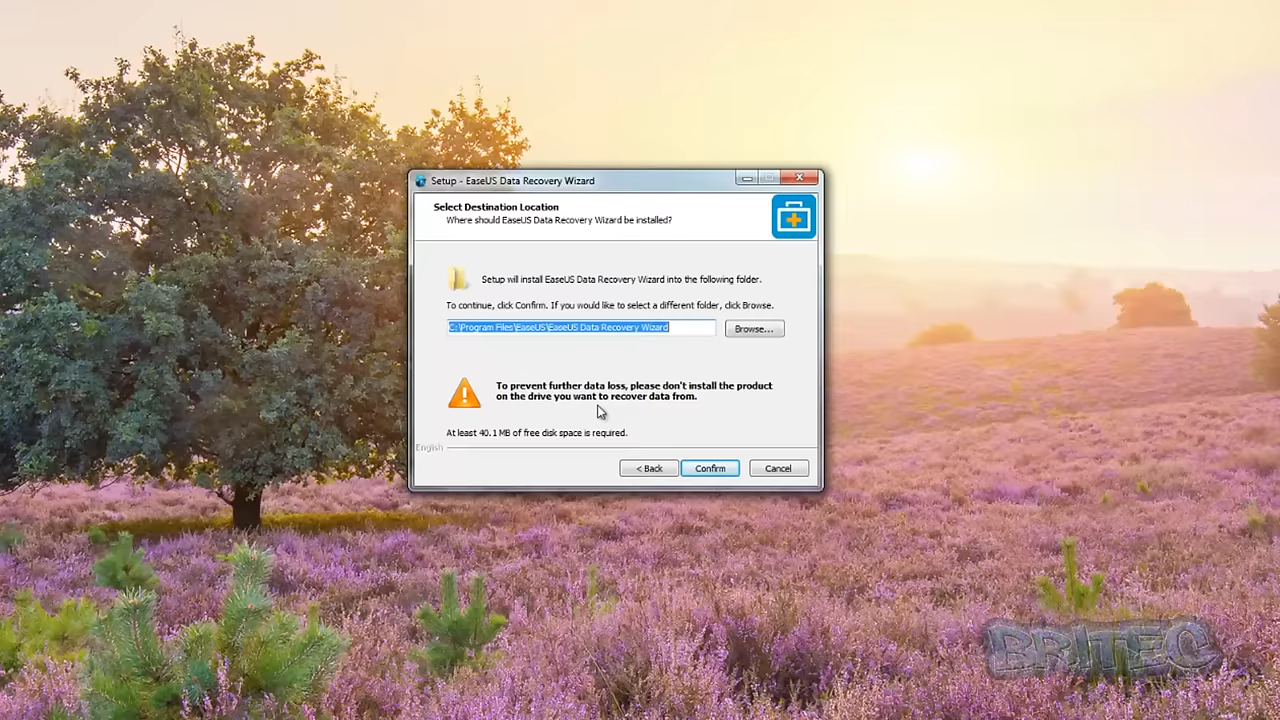 Setup - EaseUS Data Recovery Wizard
Select Destination Location
Where should EaseUS Data Recovery Wizard be installed?
Setup will install EaseUS Data Recovery Wizard into the following folder.
To continue, click Confirm. If you would like to select a different folder, click Browse.
C:\Program Files\EaseUS\EaseUS Data Recovery Wizard
Browse...
To prevent further data loss, please don't install the product
on the drive you want to recover data from.
At least 40.1 MB of free disk space is required.
English
< Back
Confirm
Cancel
BRITEC